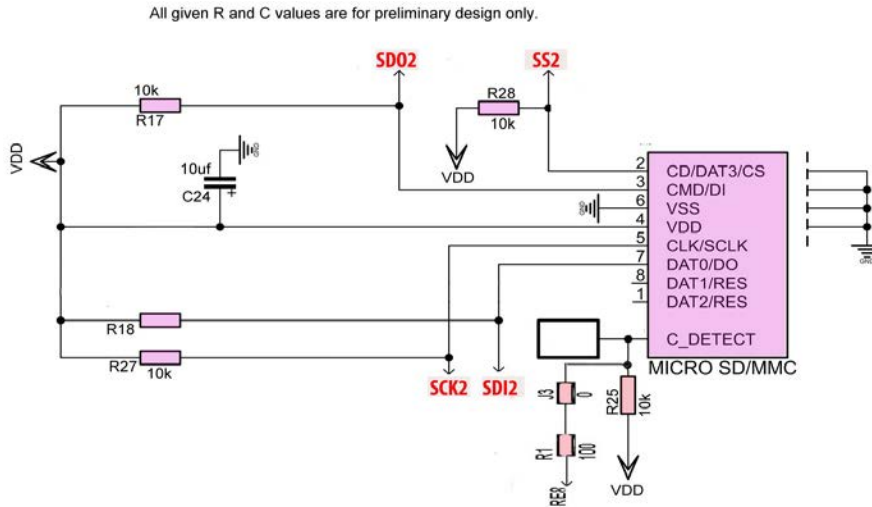 All given R and C values are for preliminary design only.
SDO2
SS2
10k
R17
R28
10k
VDD
10uf
GND
C24
+
VDD
2 CD/DAT3/CS
3 CMD/DI
GND
6 VSS
4 VDD
5 CLK/SCLK
7 DAT0/DO
8 DAT1/RES
1 DAT2/RES
C_DETECT
GND
MICRO SD/MMC
R18
R27
10k
SCK2
SDI2
J3
0
R25
10k
R1
100
RE8
VDD